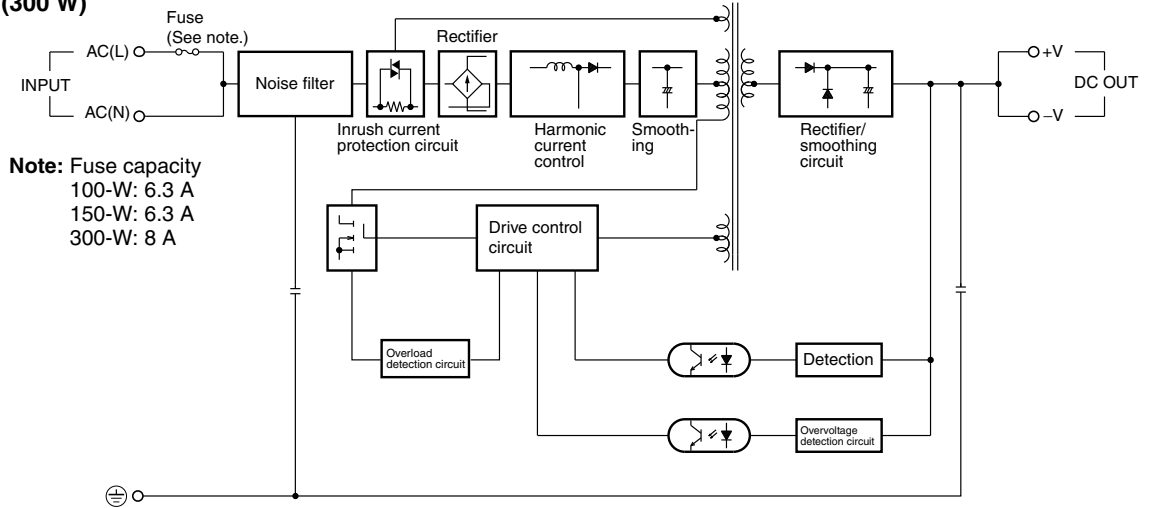 (300 W)
Fuse
(See note.)
AC(L)
INPUT
AC(N)
Noise filter
Inrush current
protection circuit
Rectifier
Harmonic
current
control
Smooth-
ing
Rectifier/
smoothing
circuit
+V
DC OUT
–V
Note: Fuse capacity
100-W: 6.3 A
150-W: 6.3 A
300-W: 8 A
Drive control
circuit
Overload
detection circuit
Detection
Overvoltage
detection circuit